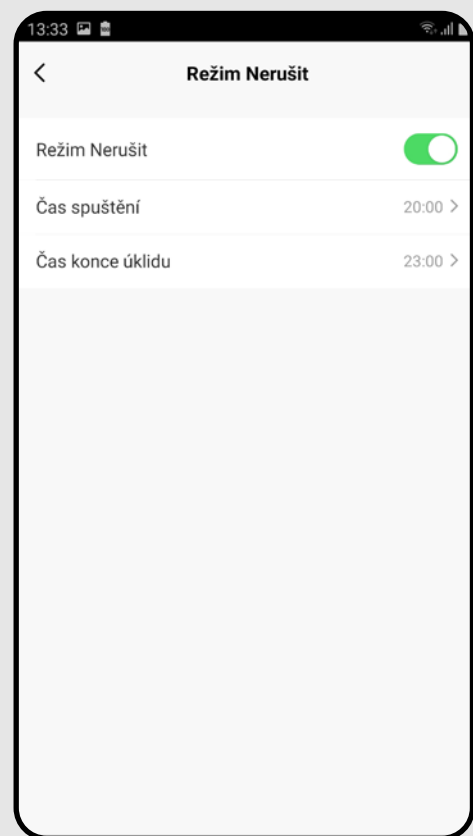 13:33
Režim Nerušit
Režim Nerušit
Čas spuštění 20:00
Čas konce úklidu 23:00